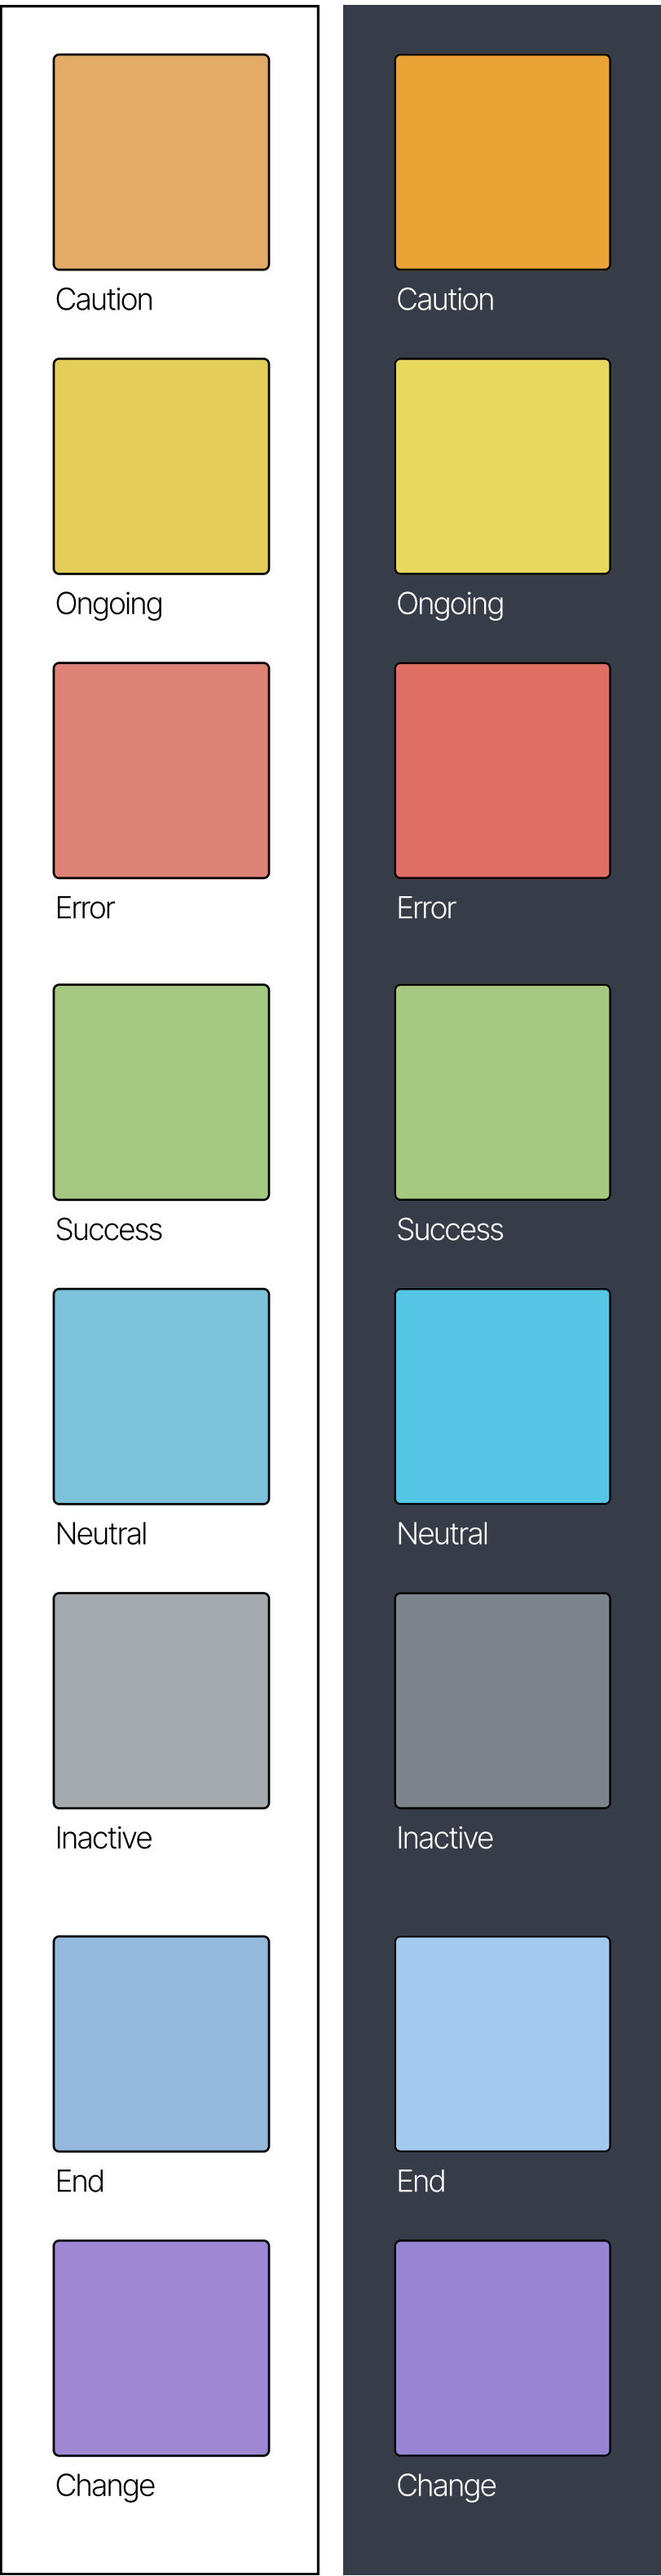 Caution
Caution
Ongoing
Ongoing
Error
Error
Success
Success
Neutral
Neutral
Inactive
Inactive
End
End
Change
Change